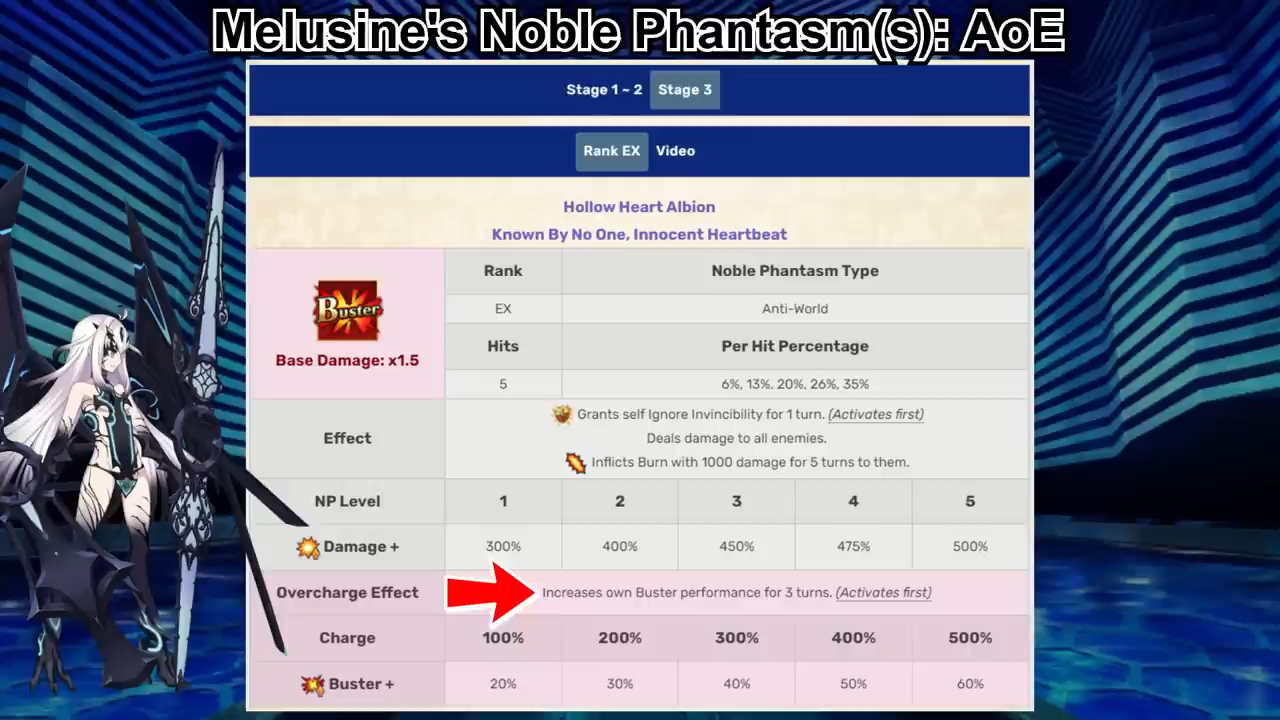 Melusine's Noble Phantasm(s): AoE
Stage 1 ~ 2 Stage 3
Rank EX Video
Hollow Heart Albion
Known By No One, Innocent Heartbeat
Buster
Base Damage: x1.5
Rank Noble Phantasm Type
EX Anti-World
Hits Per Hit Percentage
5 6%, 13%, 20%, 26%, 35%
Effect
Grants self Ignore Invincibility for 1 turn. (Activates first)
Deals damage to all enemies.
Inflicts Burn with 1000 damage for 5 turns to them.
NP Level 1 2 3 4 5
Damage + 300% 400% 450% 475% 500%
Overcharge Effect Increases own Buster performance for 3 turns. (Activates first)
Charge 100% 200% 300% 400% 500%
Buster + 20% 30% 40% 50% 60%